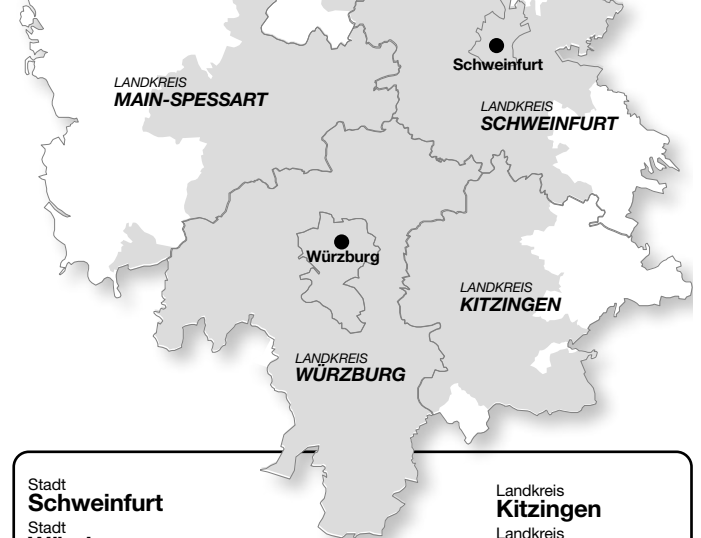 Schweinfurt
LANDKREIS
MAIN-SPESSART
LANDKREIS
SCHWEINFURT
Würzburg
LANDKREIS
KITZINGEN
LANDKREIS
WÜRZBURG
Stadt
Schweinfurt
Stadt
Landkreis
Kitzingen
Landkreis